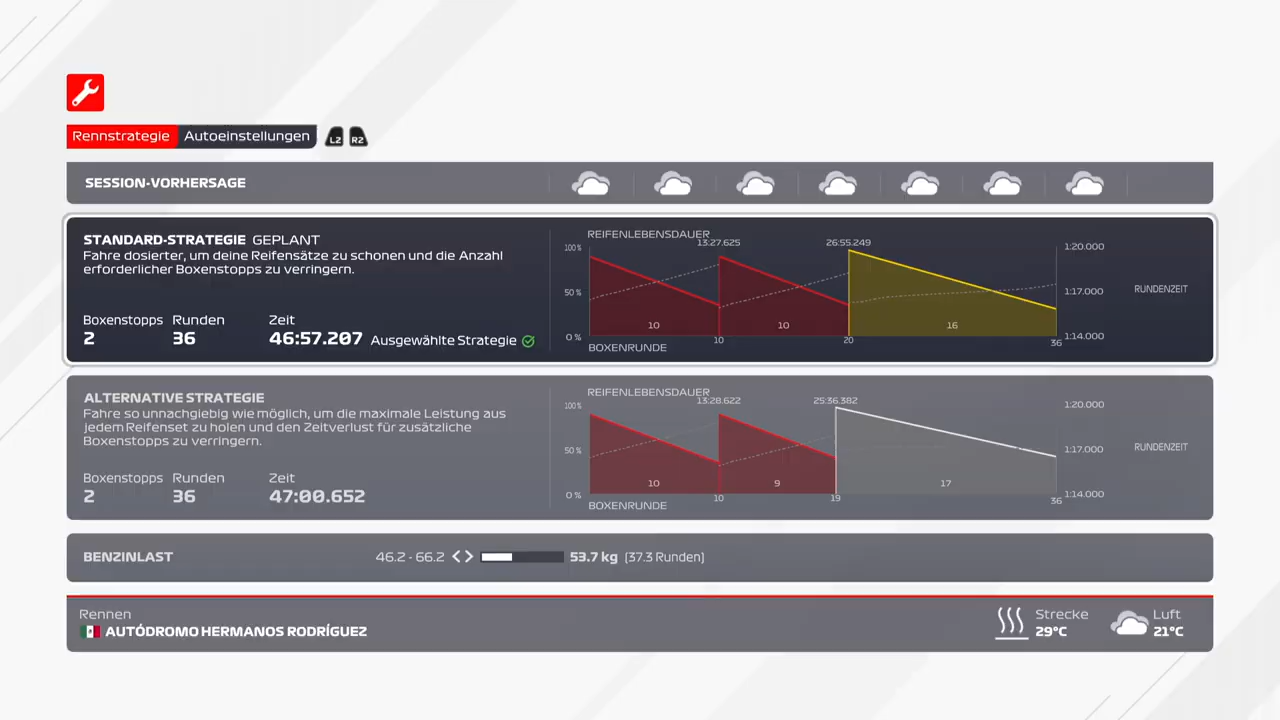 Rennstrategie Autoeinstellungen L2 R2
SESSION-VORHERSAGE
STANDARD-STRATEGIE GEPLANT
Fahre dosierter, um deine Reifensätze zu schonen und die Anzahl
erforderlicher Boxenstopps zu verringern.
Boxenstopps Runden Zeit
2 36 46:57.207 Ausgewählte Strategie
REIFENLEBENSDAUER
13:27.625 26:55.249
100 % 1:20.000
50 % 1:17.000 RUNDENZEIT
10 10 16
0 % 10 20 36 1:14.000
BOXENRUNDE
ALTERNATIVE STRATEGIE
Fahre so unnachgiebig wie möglich, um die maximale Leistung aus
jedem Reifenset zu holen und den Zeitverlust für zusätzliche
Boxenstopps zu verringern.
Boxenstopps Runden Zeit
2 36 47:00.652
REIFENLEBENSDAUER
13:28.622 25:36.382
100 % 1:20.000
50 % 1:17.000 RUNDENZEIT
10 9 17
0 % 10 19 36 1:14.000
BOXENRUNDE
BENZINLAST 46.2 - 66.2 < > 53.7 kg (37.3 Runden)
Rennen
AUTÓDROMO HERMANOS RODRÍGUEZ
Strecke
29°C
Luft
21°C